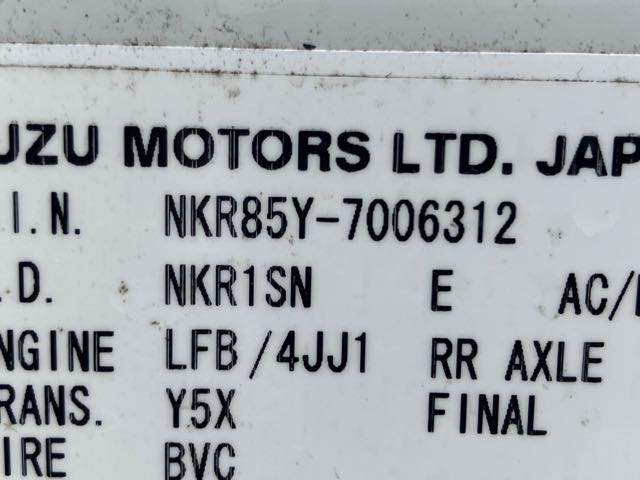 UZU MOTORS LTD. JAP
.I.N. NKR85Y-7006312
.D. NKR1SN E AC/
NGINE LFB/4JJ1 RR AXLE
RANS. Y5X FINAL
IRE BVC